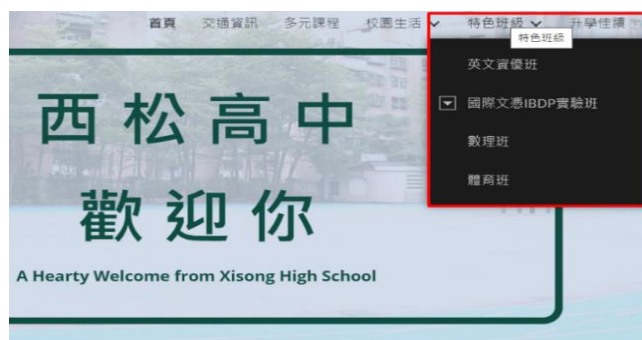 首頁 交通資訊 多元課程 校園生活 特色班級 升學佳績
特色班級
英文資優班
國際文憑IBDP實驗班
數理班
體育班
西松高中
歡迎你
A Hearty Welcome from Xisong High School